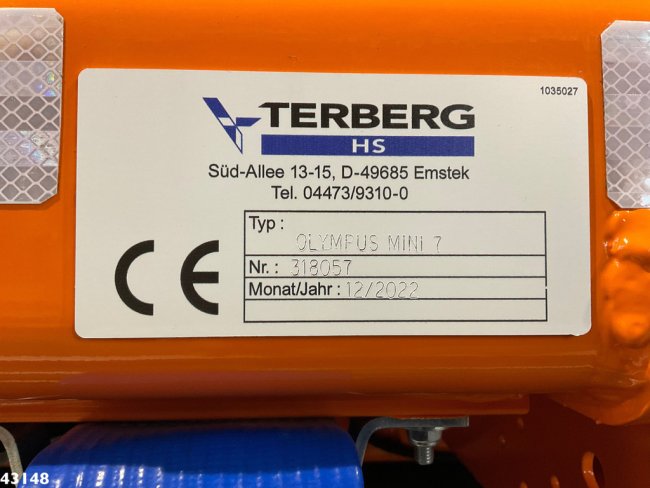 1035027
TERBERG
HS
Süd-Allee 13-15, D-49685 Emstek
Tel. 04473/9310-0
Typ :
OLYMPUS MiNi 7
Nr. : 318057
Monat/Jahr : 12/2022
CE
43148